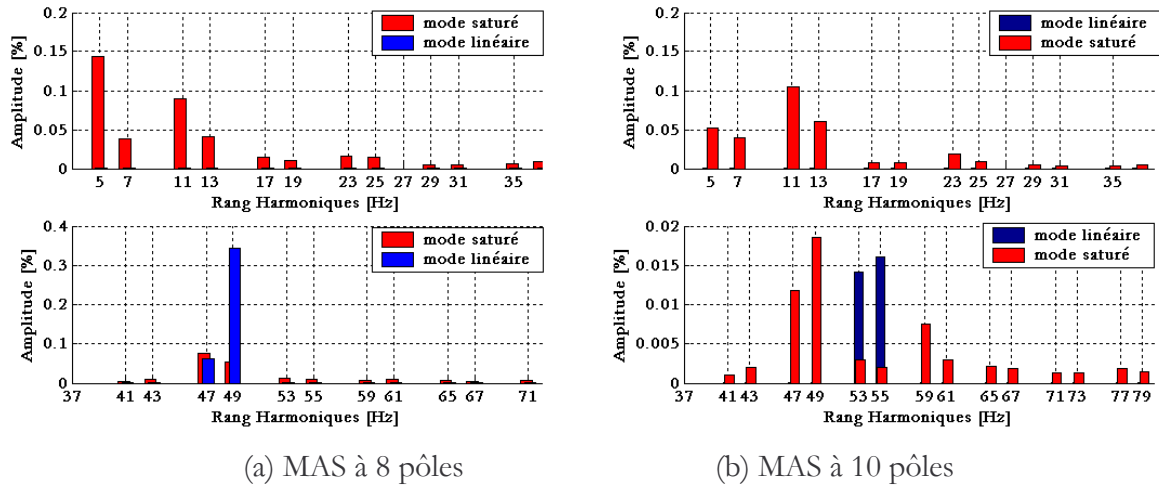 0.2
0.15
0.1
0.05
0
Amplitude [%]
mode saturé
mode linéaire
5 7 11 13 17 19 23 25 27 29 31 35
Rang Harmoniques [Hz]
0.2
0.15
0.1
0.05
0
Amplitude [%]
mode linéaire
mode saturé
5 7 11 13 17 19 23 25 27 29 31 35
Rang Harmoniques [Hz]
0.4
0.3
0.2
0.1
0
Amplitude [%]
mode saturé
mode linéaire
37 41 43 47 49 53 55 59 61 65 67 71
Rang Harmoniques [Hz]
0.02
0.015
0.01
0.005
0
Amplitude [%]
mode linéaire
mode saturé
37 41 43 47 49 53 55 59 61 65 67 71 73 77 79
Rang Harmoniques [Hz]
(a) MAS à 8 pôles
(b) MAS à 10 pôles